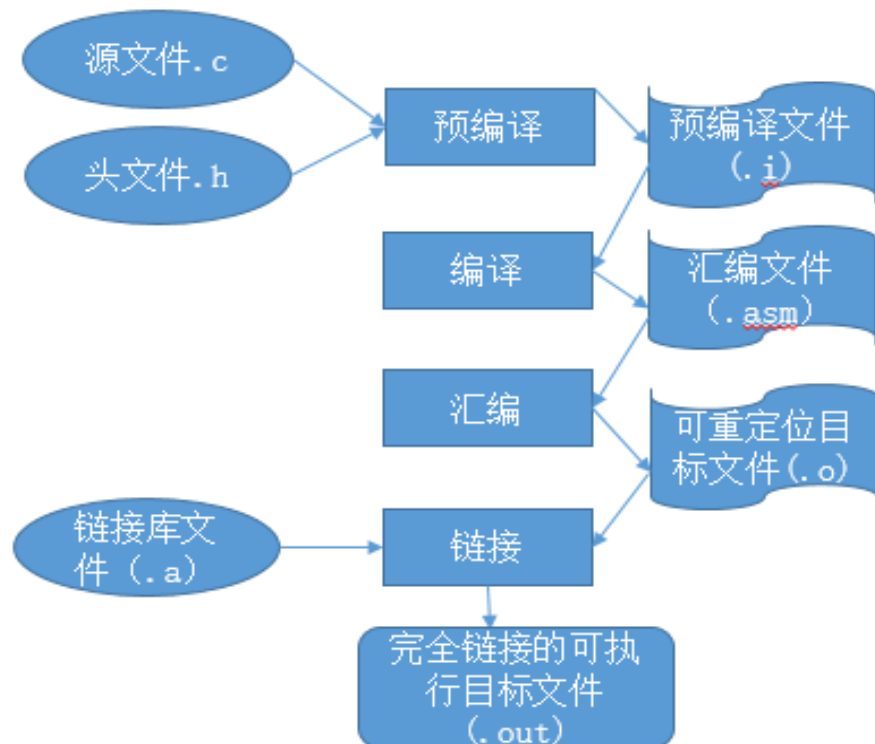 源文件.c
预编译
预编译文件
(.i)
头文件.h
编译
汇编文件
（.asm）
汇编
可重定位目
标文件(.o)
链接库文
件（.a）
链接
完全链接的可执
行目标文件
(.out)